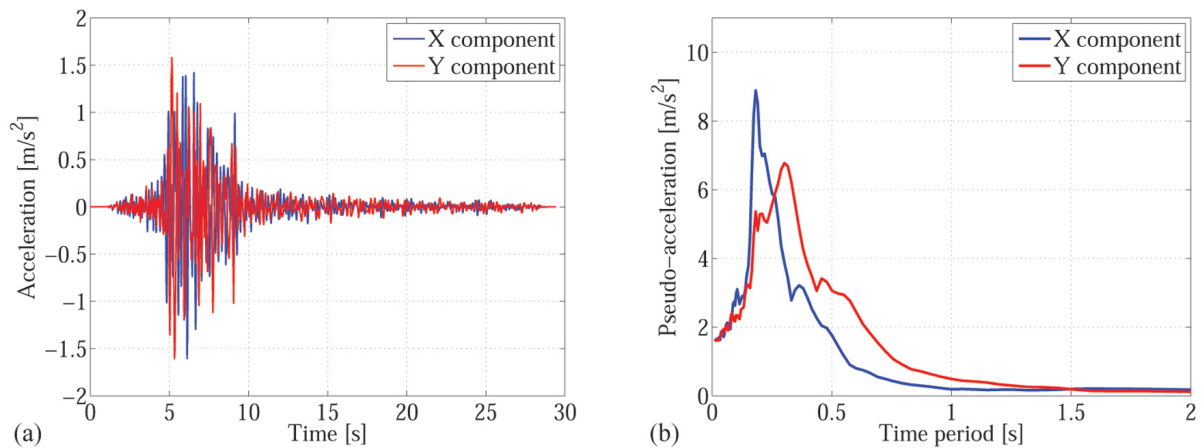 2
1.5
1
0.5
0
−0.5
−1
−1.5
−2
Acceleration [m/s²]
X component
Y component
0 5 10 15 20 25 30
Time [s]
(a)
10
8
6
4
2
0
Pseudo−acceleration [m/s²]
X component
Y component
0 0.5 1 1.5 2
Time period [s]
(b)